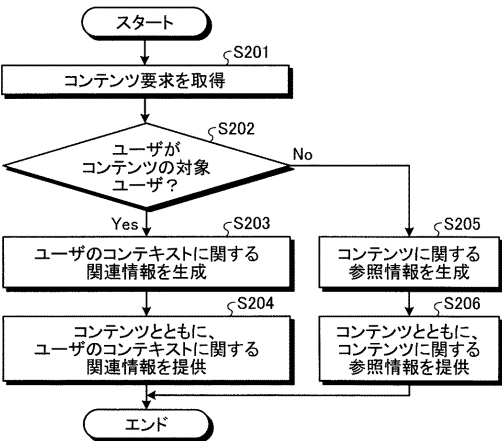 スタート
S201
コンテンツ要求を取得
S202
ユーザが
コンテンツの対象
ユーザ?
No
Yes
S203
ユーザのコンテキストに関する
関連情報を生成
S205
コンテンツに関する
参照情報を生成
S204
コンテンツとともに、
ユーザのコンテキストに関する
関連情報を提供
S206
コンテンツとともに、
コンテンツに関する
参照情報を提供
エンド